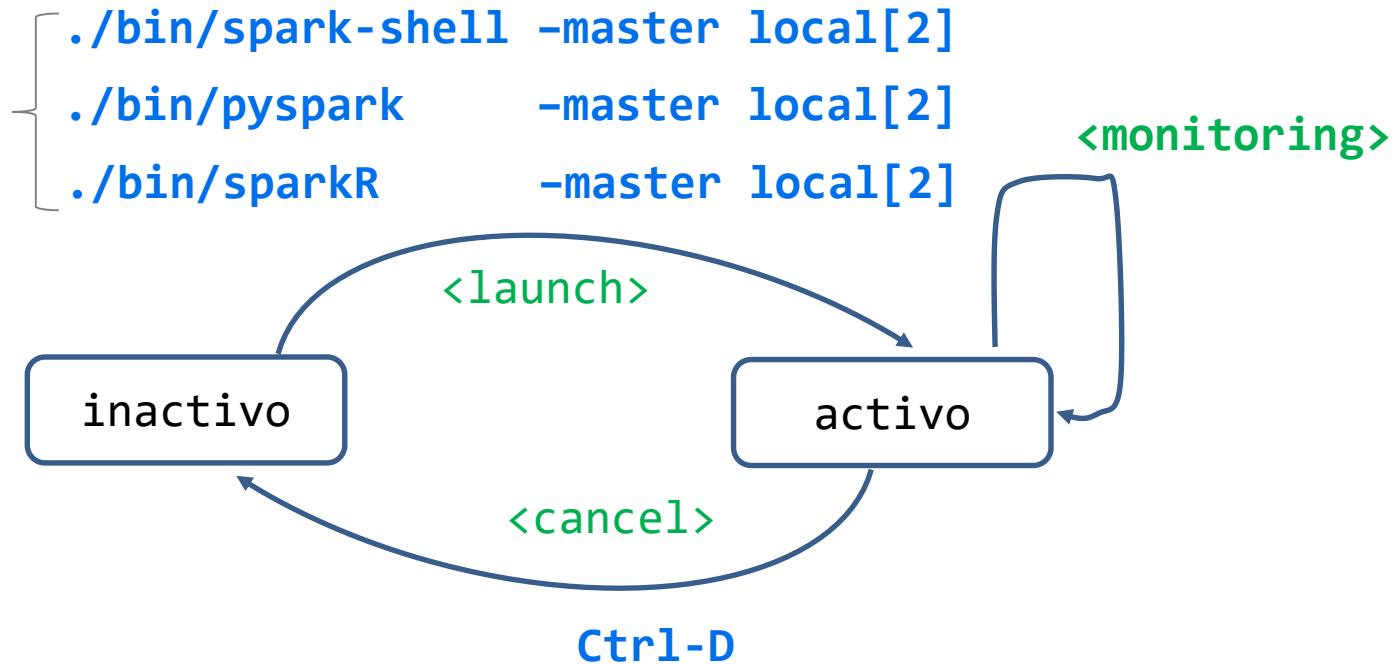 ./bin/spark-shell –master local[2]
./bin/pyspark –master local[2]
./bin/sparkR –master local[2]
<monitoring>
<launch>
inactivo
activo
<cancel>
Ctrl-D